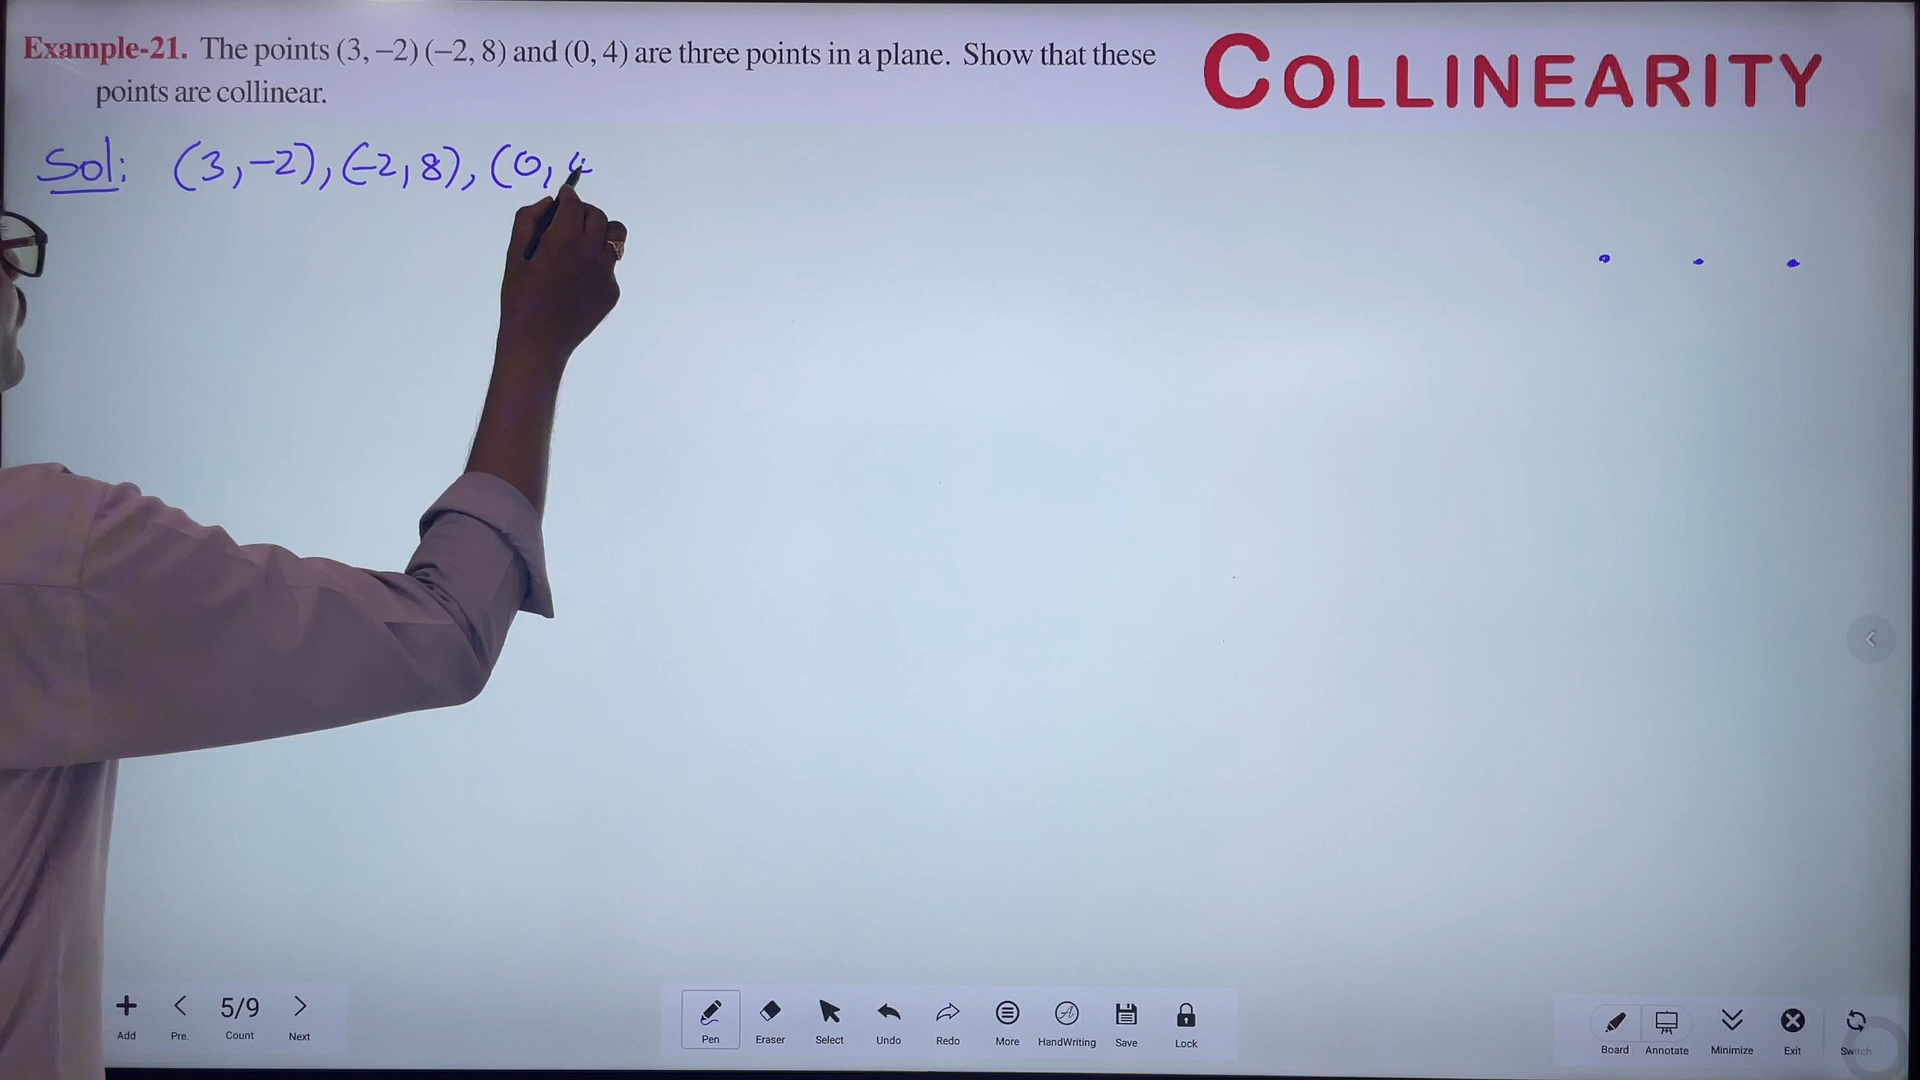 Example-21. The points (3, –2) (–2, 8) and (0, 4) are three points in a plane. Show that these
points are collinear.
COLLINEARITY
Sol: (3, -2), (-2, 8), (0, 4
Add
Pre.
5/9
Count
Next
Pen
Eraser
Select
Undo
Redo
More
HandWriting
Save
Lock
Board
Annotate
Minimize
Exit
Switch